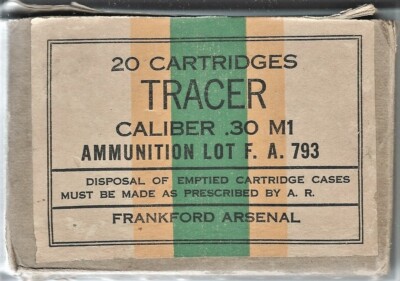 20 CARTRIDGES
TRACER
CALIBER .30 M1
AMMUNITION LOT F. A. 793
DISPOSAL OF EMPTIED CARTRIDGE CASES
MUST BE MADE AS PRESCRIBED BY A. R.
FRANKFORD ARSENAL